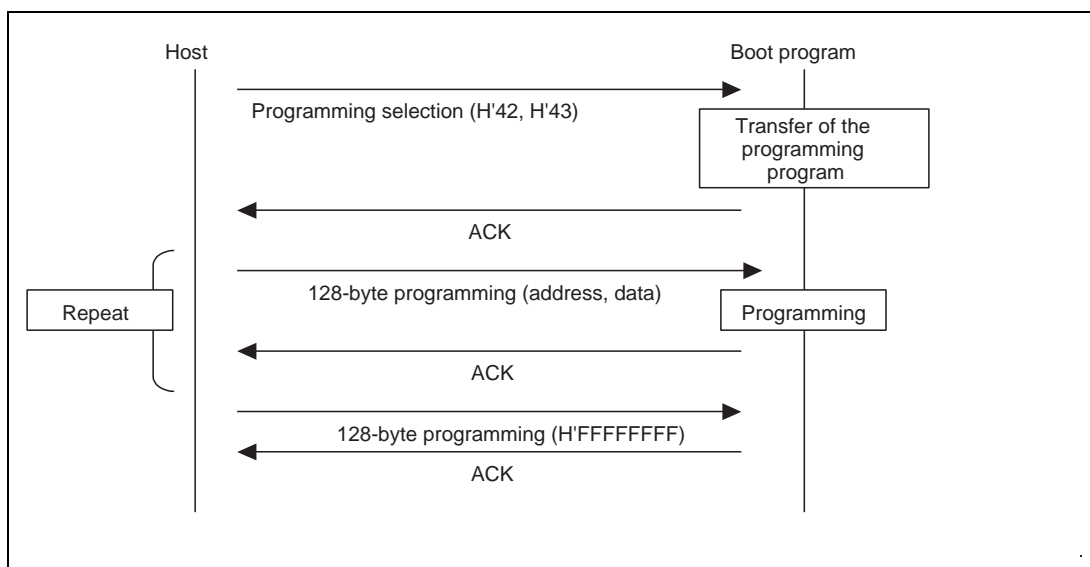 Host
Boot program
Programming selection (H'42, H'43)
Transfer of the
programming
program
ACK
128-byte programming (address, data)
Repeat
Programming
ACK
128-byte programming (H'FFFFFFFF)
ACK
.